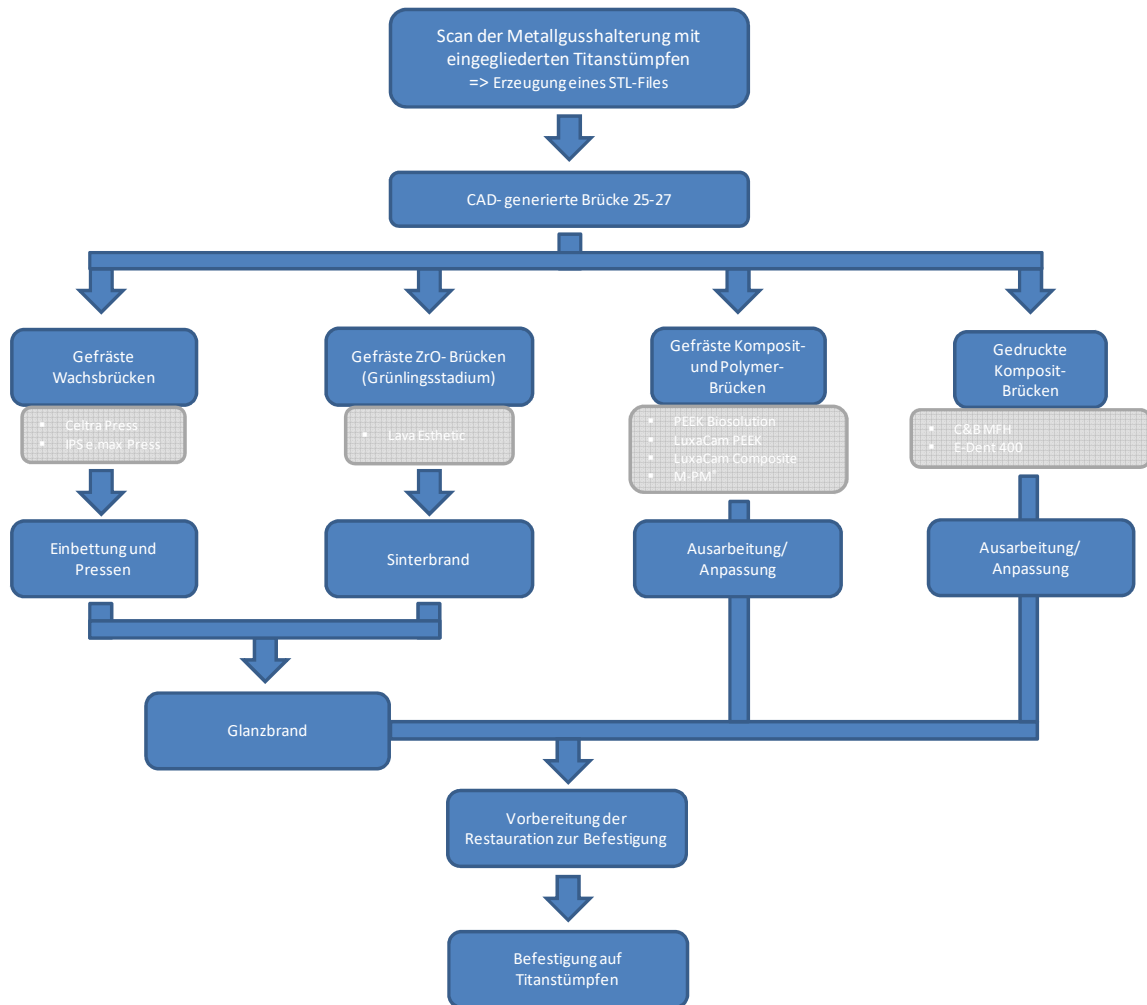 Scan der Metallgusshalterung mit
eingegliederten Titanstümpfen
=> Erzeugung eines STL-Files
CAD- generierte Brücke 25-27
Gefräste
Wachsbrücken
Celtra Press
IPS e.max Press
Gefräste ZrO- Brücken
(Grünlingsstadium)
Lava Esthetic
Gefräste Komposit-
und Polymer-
Brücken
PEEK Biosolution
LuxaCam PEEK
LuxaCam Composite
M-PM®
Gedruckte
Komposit-
Brücken
C&B MFH
E-Dent 400
Einbettung und
Pressen
Sinterbrand
Ausarbeitung/
Anpassung
Ausarbeitung/
Anpassung
Glanzbrand
Vorbereitung der
Restauration zur Befestigung
Befestigung auf
Titanstümpfen